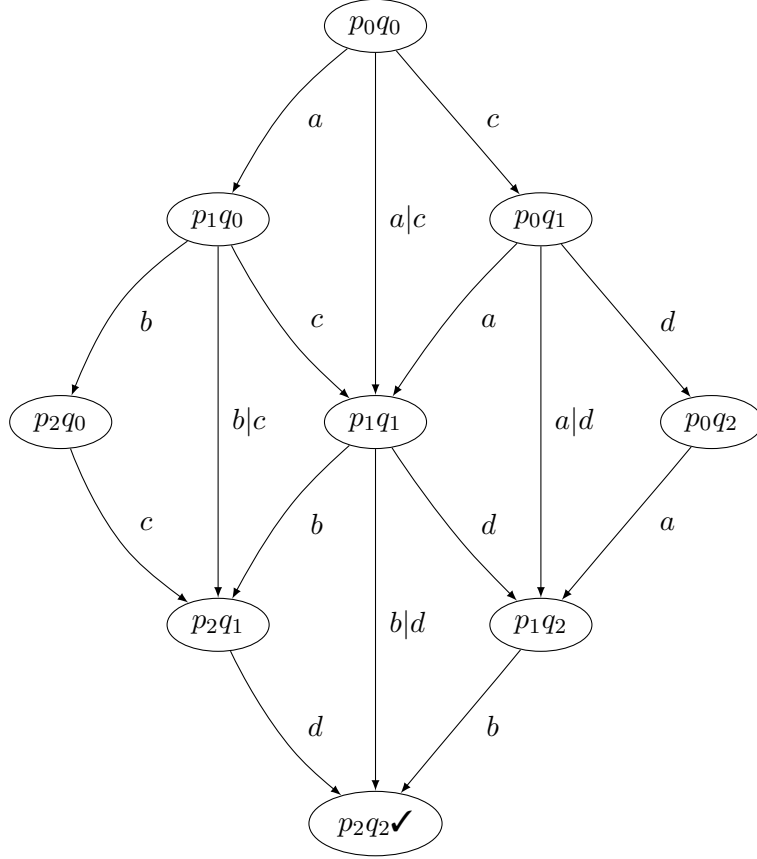 p₀q₀
a
c
a|c
p₁q₀
p₀q₁
b
c
a
d
b|c
a|d
p₂q₀
p₁q₁
p₀q₂
c
b
d
a
p₂q₁
b|d
p₁q₂
d
b
p₂q₂✓